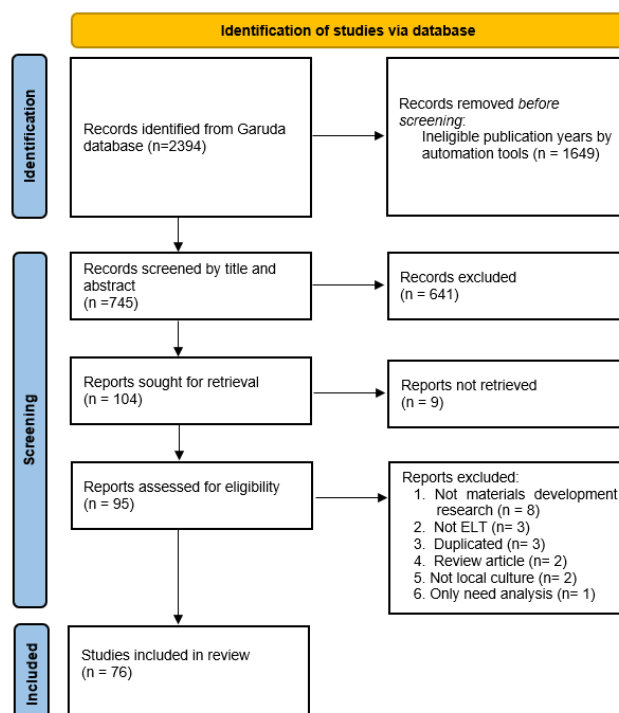 Identification of studies via database
Identification
Records identified from Garuda
database (n=2394)
Records removed before
screening:
Ineligible publication years by
automation tools (n = 1649)
Screening
Records screened by title and
abstract
(n =745)
Records excluded
(n = 641)
Reports sought for retrieval
(n = 104)
Reports not retrieved
(n = 9)
Reports assessed for eligibility
(n = 95)
Reports excluded:
1. Not materials development
research (n = 8)
2. Not ELT (n = 3)
3. Duplicated (n= 3)
4. Review article (n= 2)
5. Not local culture (n= 2)
6. Only need analysis (n= 1)
Included
Studies included in review
(n = 76)